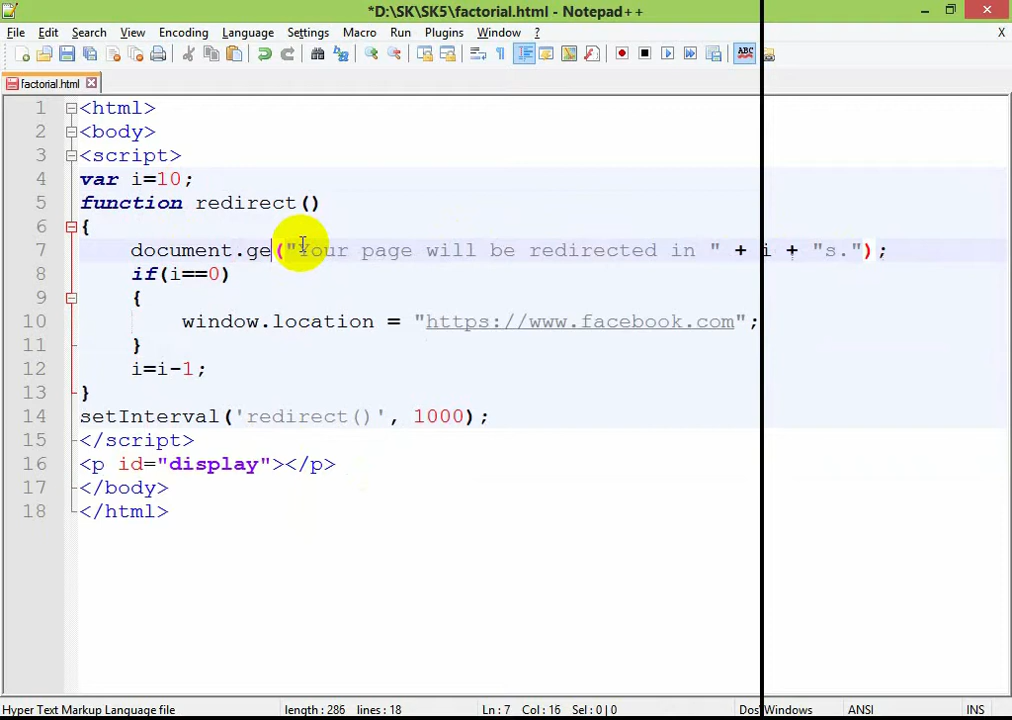 *D:\SK\SK5\factorial.html - Notepad++
File Edit Search View Encoding Language Settings Macro Run Plugins Window ? X
ABC
factorial.html
1 <html>
2 <body>
3 <script>
4 var i=10;
5 function redirect()
6 {
7 document.ge("Your page will be redirected in " + i + "s.");
8 if(i==0)
9 {
10 window.location = "https://www.facebook.com";
11 }
12 i=i-1;
13 }
14 setInterval('redirect()', 1000);
15 </script>
16 <p id="display"></p>
17 </body>
18 </html>
Hyper Text Markup Language file length : 286 lines : 18 Ln : 7 Col : 16 Sel : 0 | 0 Dos\Windows ANSI INS